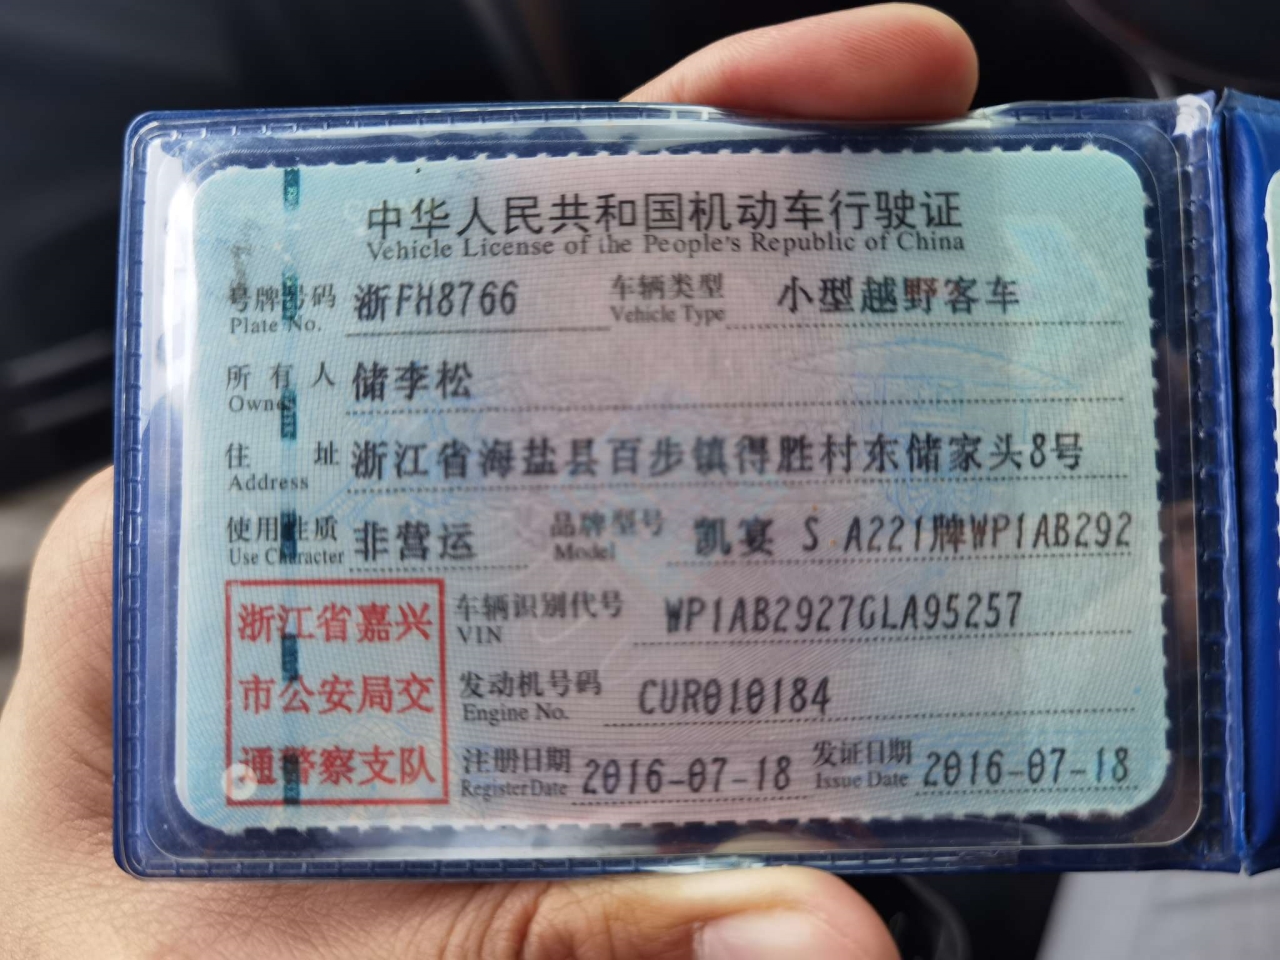 中华人民共和国机动车行驶证
Vehicle License of the People's Republic of China
号牌号码 浙FH8766 车辆类型 小型越野客车
Plate No. Vehicle Type
所有人 储李松
Owner
住址 浙江省海盐县百步镇得胜村东储家头8号
Address
使用性质 非营运 品牌型号 凯宴 S A221牌WP1AB292
Use Character Model
浙江省嘉兴
市公安局交
通警察支队
车辆识别代号 WP1AB2927GLA95257
VIN
发动机号码 CUR010184
Engine No.
注册日期 2016-07-18 发证日期 2016-07-18
Register Date Issue Date